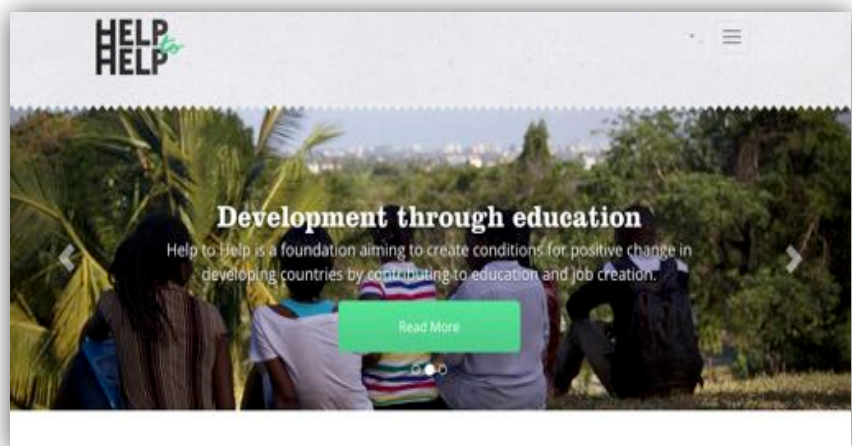 HELP
to
HELP
Development through education
Help to Help is a foundation aiming to create conditions for positive change in
developing countries by contributing to education and job creation.
Read More